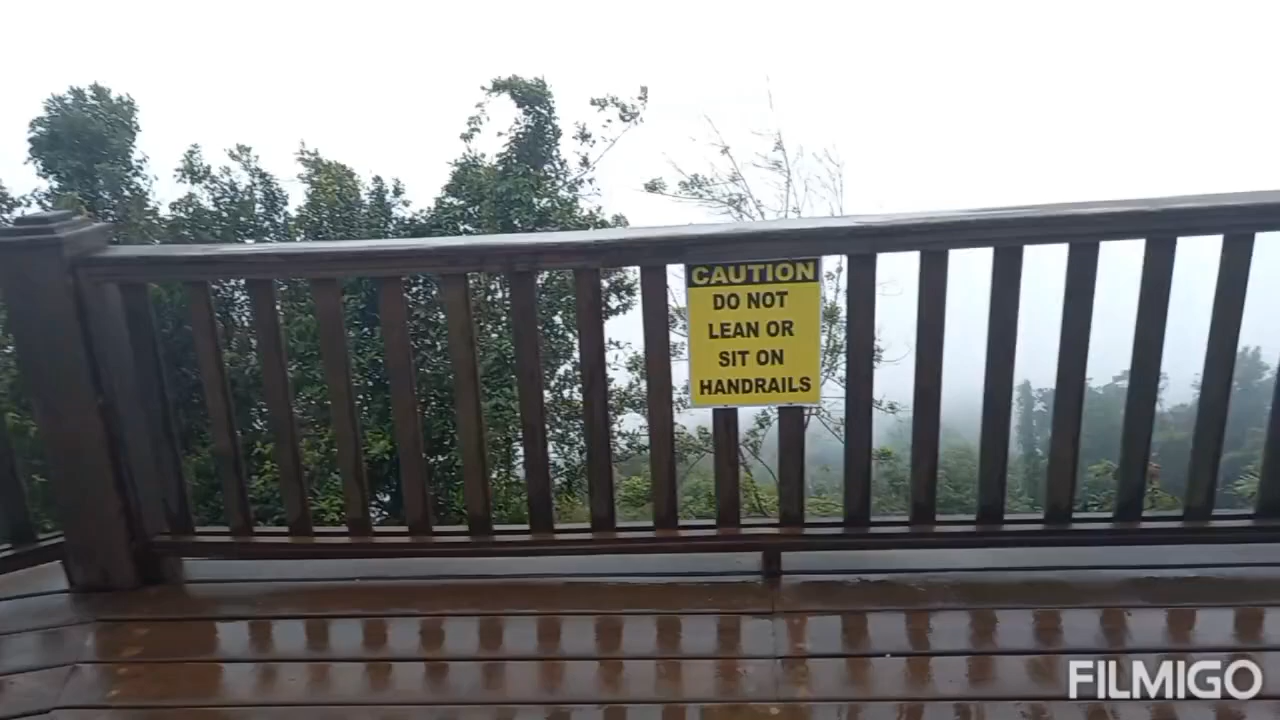 CAUTION
DO NOT
LEAN OR
SIT ON
HANDRAILS
FILMIGO